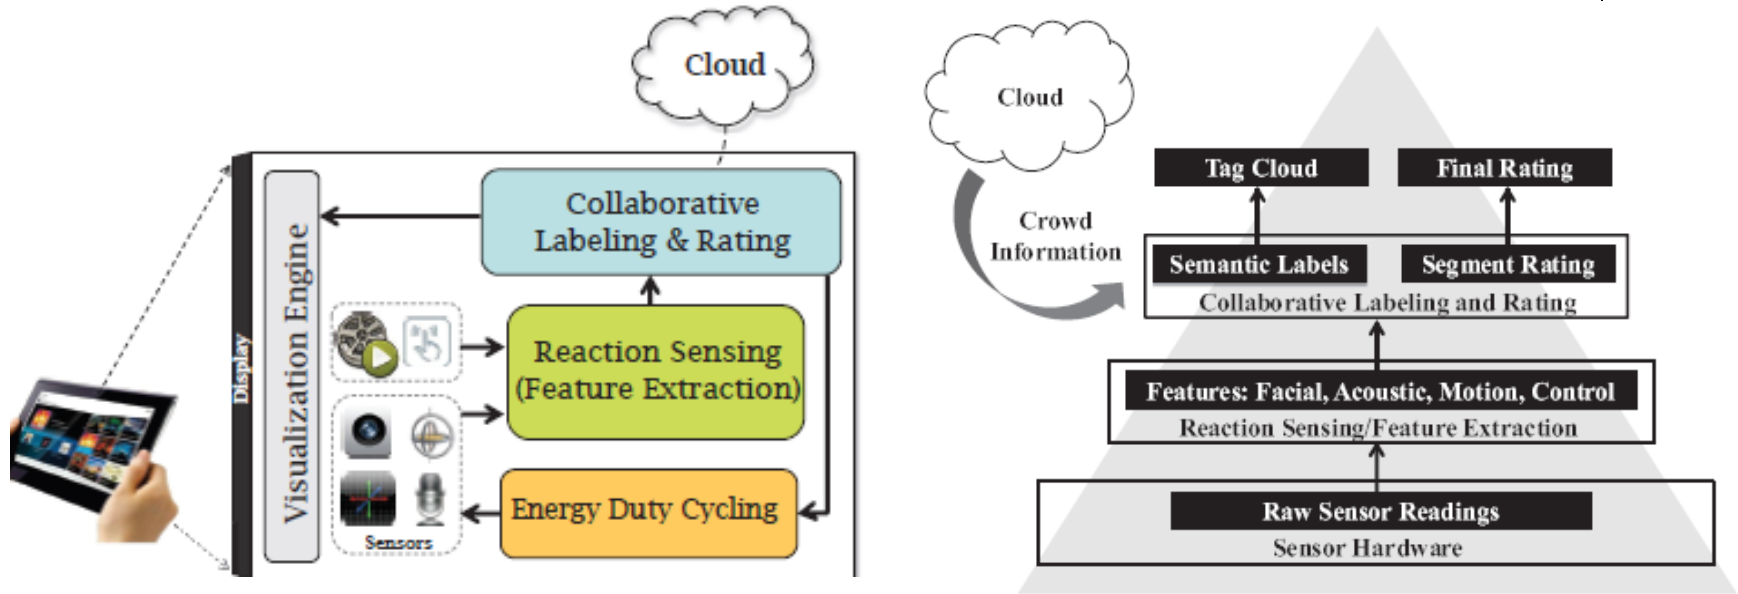 Cloud
Collaborative
Labeling & Rating
Visualization Engine
Display
Reaction Sensing
(Feature Extraction)
Energy Duty Cycling
Sensors
Cloud
Crowd
Information
Tag Cloud
Final Rating
Semantic Labels
Segment Rating
Collaborative Labeling and Rating
Features: Facial, Acoustic, Motion, Control
Reaction Sensing/Feature Extraction
Raw Sensor Readings
Sensor Hardware